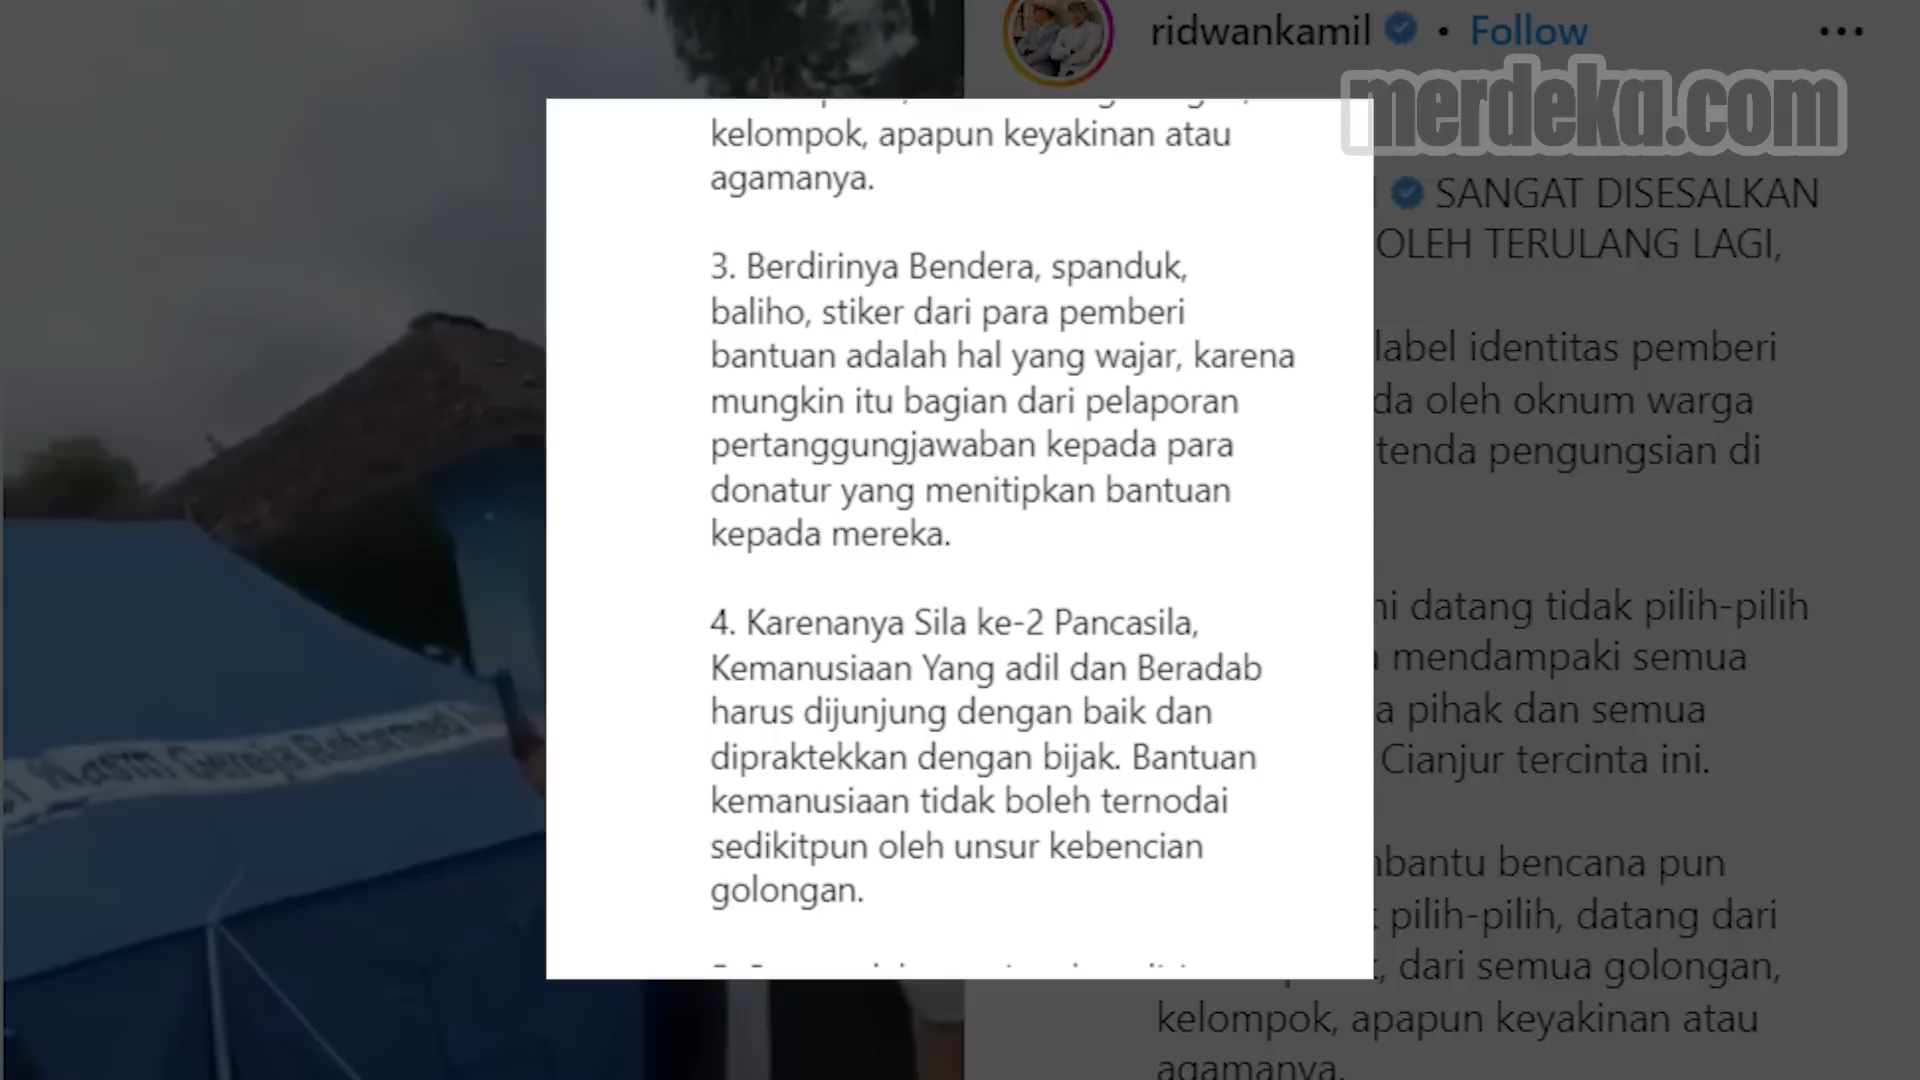 ridwankamil • Follow ...
merdeka.com
kelompok, apapun keyakinan atau
agamanya.
3. Berdirinya Bendera, spanduk,
baliho, stiker dari para pemberi
bantuan adalah hal yang wajar, karena
mungkin itu bagian dari pelaporan
pertanggungjawaban kepada para
donatur yang menitipkan bantuan
kepada mereka.
4. Karenanya Sila ke-2 Pancasila,
Kemanusiaan Yang adil dan Beradab
harus dijunjung dengan baik dan
dipraktekkan dengan bijak. Bantuan
kemanusiaan tidak boleh ternodai
sedikitpun oleh unsur kebencian
golongan.
SANGAT DISESALKAN
OLEH TERULANG LAGI,
label identitas pemberi
da oleh oknum warga
tenda pengungsian di
ni datang tidak pilih-pilih
mendampaki semua
a pihak dan semua
Cianjur tercinta ini.
bantu bencana pun
pilih-pilih, datang dari
dari semua golongan,
kelompok, apapun keyakinan atau
agamanya.
Gereja Reformed